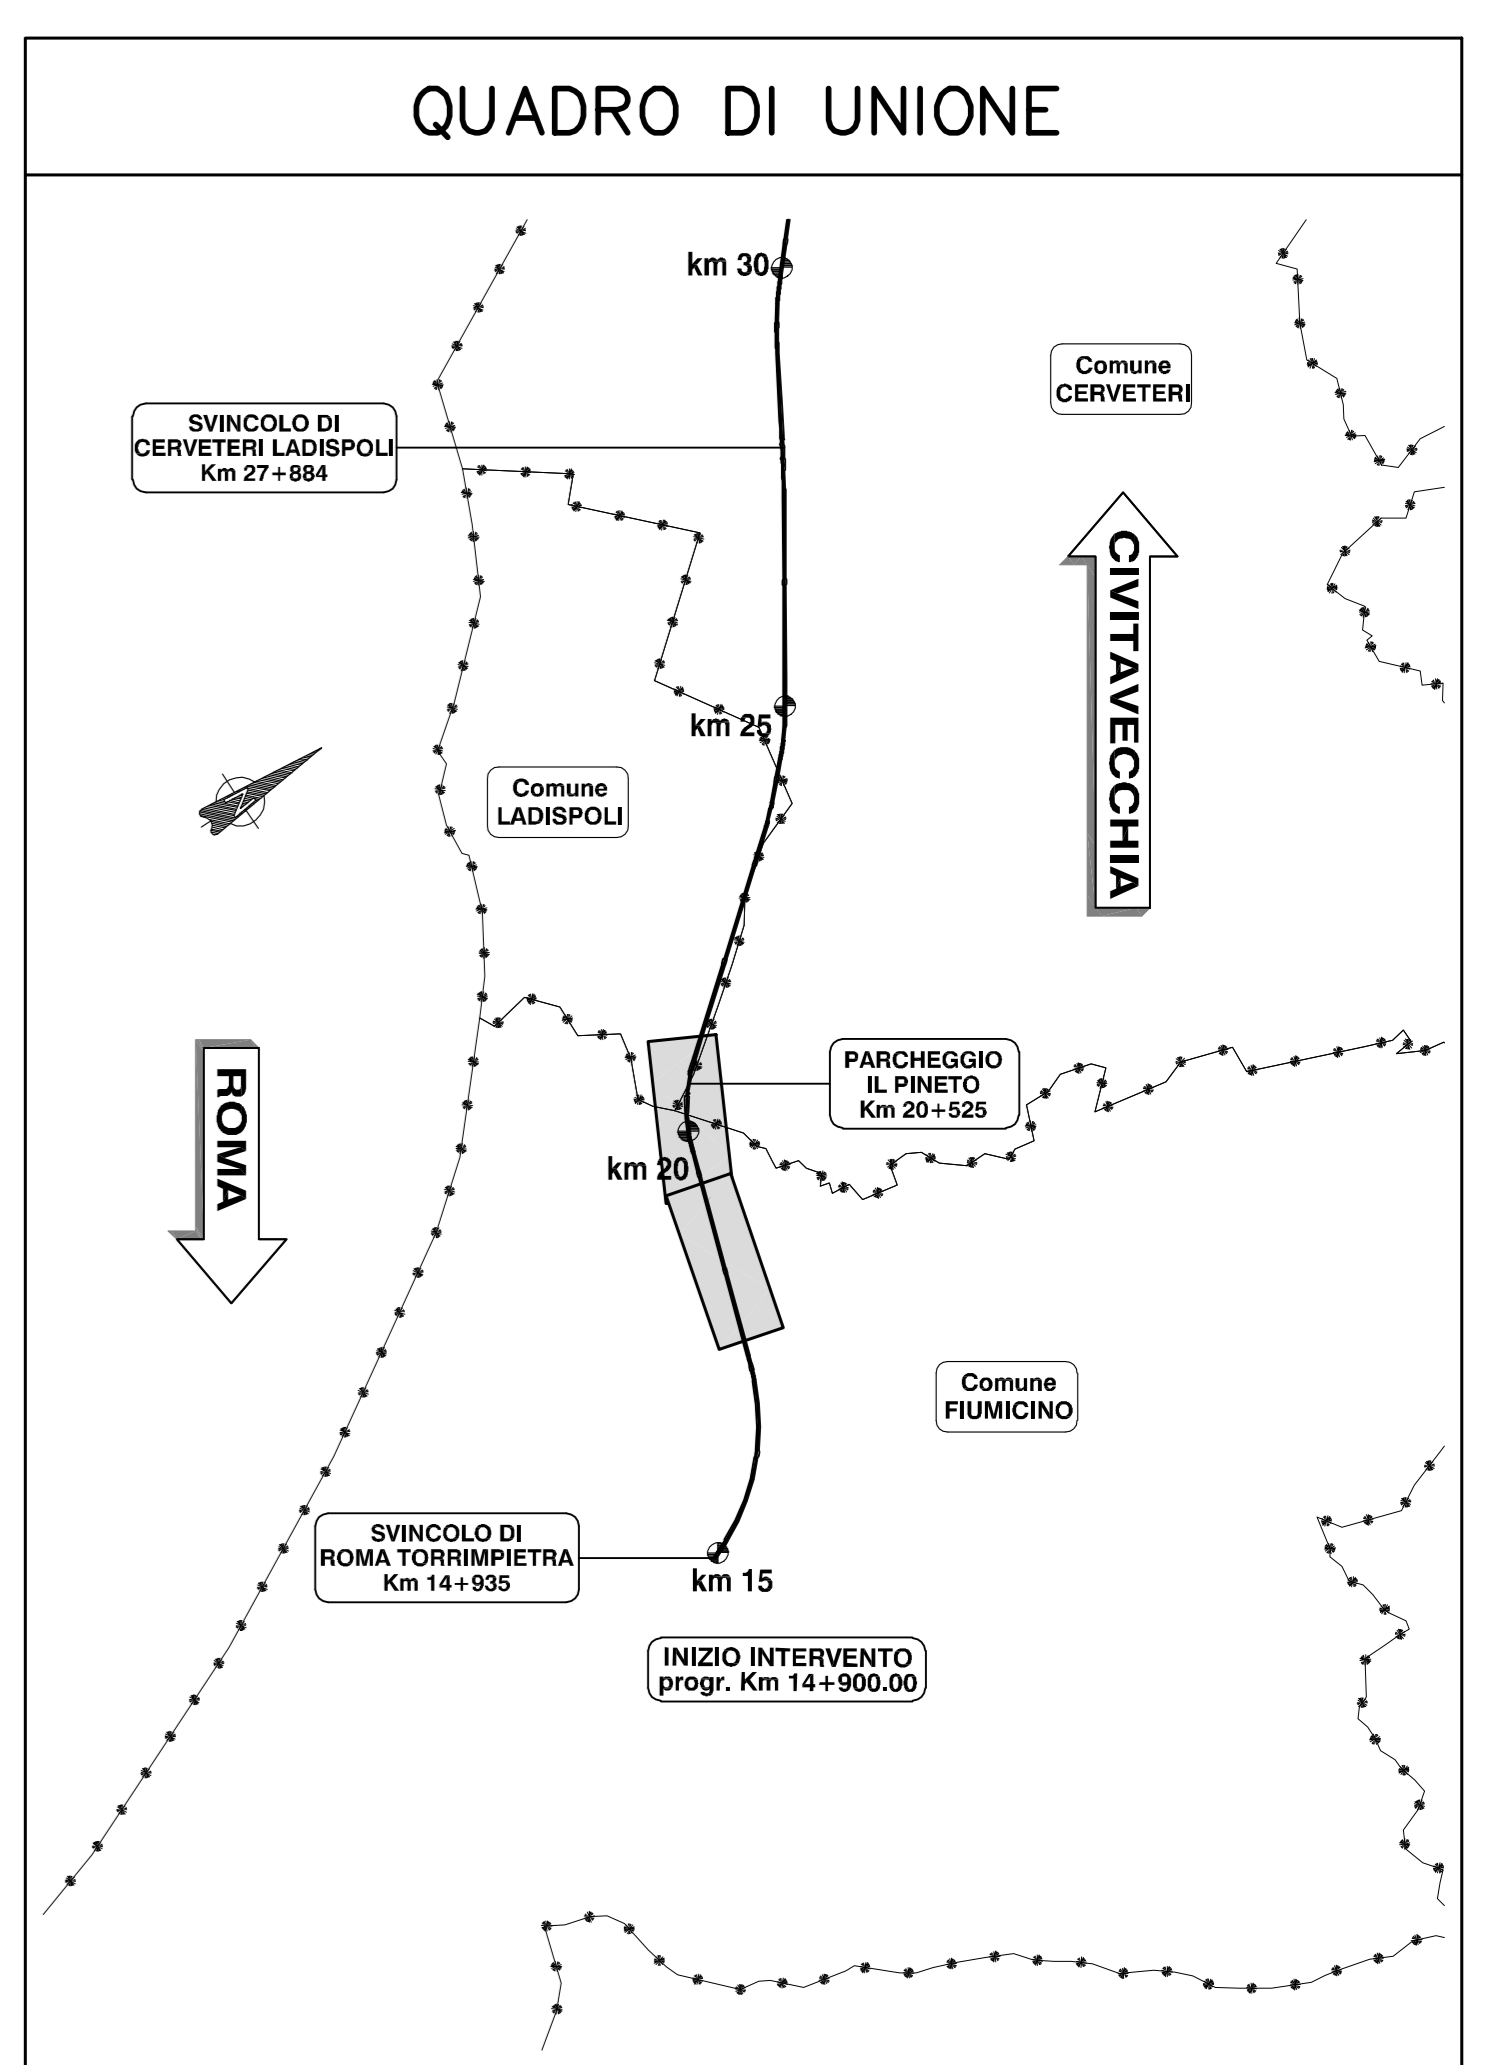 QUADRO DI UNIONE
km 30
Comune
CERVETERI
SVINCOLO DI
CERVETERI LADISPOLI
Km 27+884
CIVITAVECCHIA
km 25
Comune
LADISPOLI
N
ROMA
PARCHEGGIO
IL PINETO
Km 20+525
km 20
Comune
FIUMICINO
SVINCOLO DI
ROMA TORRIMPIETRA
Km 14+935
km 15
INIZIO INTERVENTO
progr. Km 14+900.00